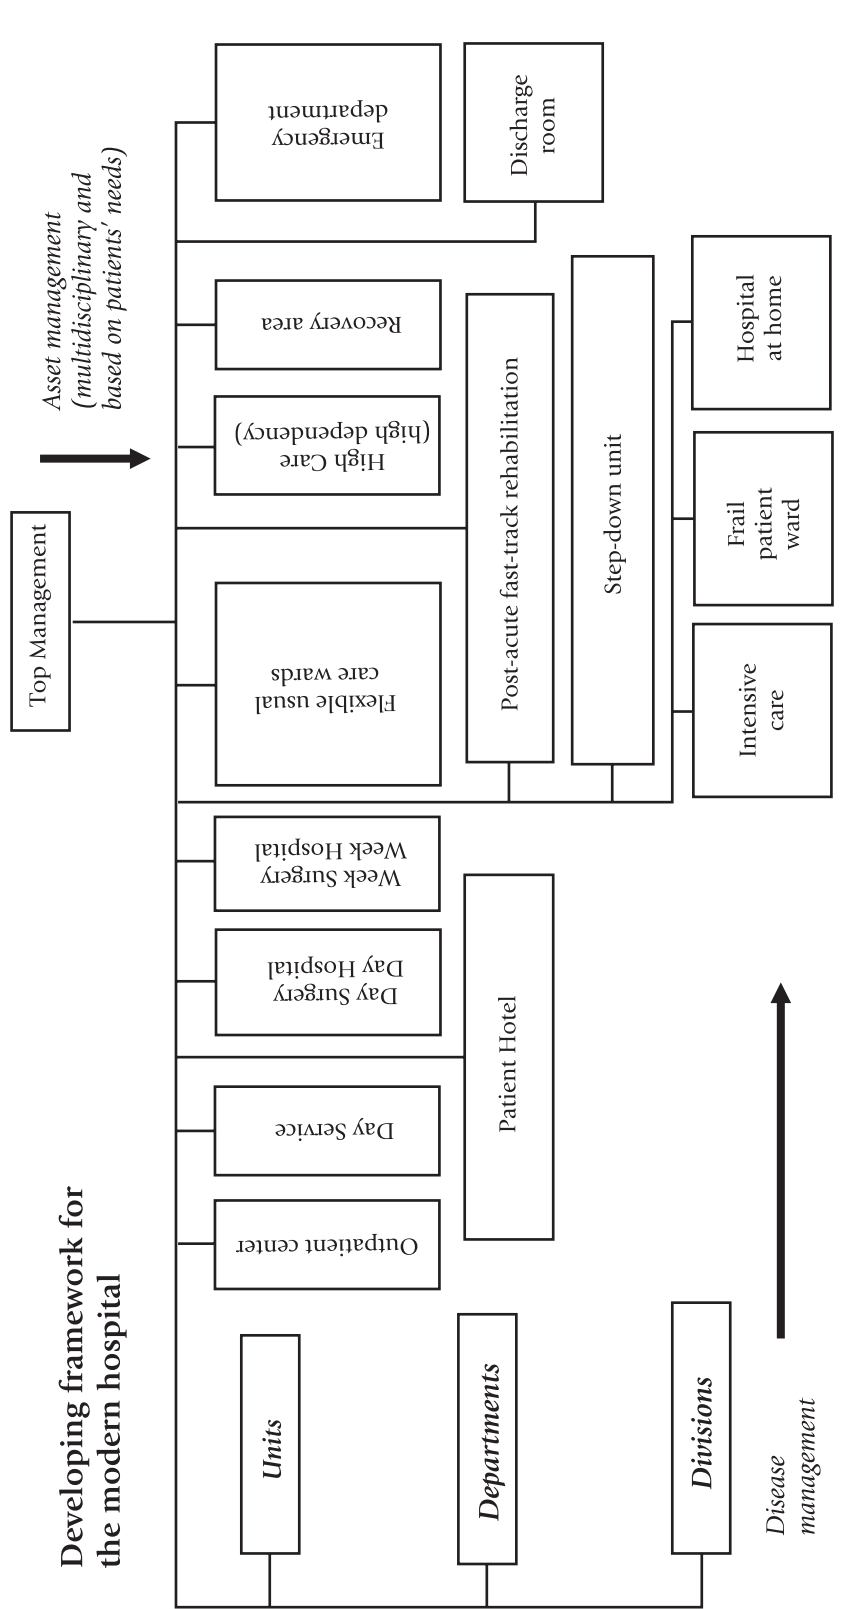 Developing framework for
the modern hospital
Top Management
Asset management
(multidisciplinary and
based on patients’ needs)
Units
Departments
Divisions
Outpatient center
Day Service
Day Surgery
Day Hospital
Week Surgery
Week Hospital
Flexible usual
care wards
High Care
(high dependency)
Recovery area
Emergency
department
Patient Hotel
Post-acute fast-track rehabilitation
Discharge
room
Step-down unit
Intensive
care
Frail
patient
ward
Hospital
at home
Disease
management